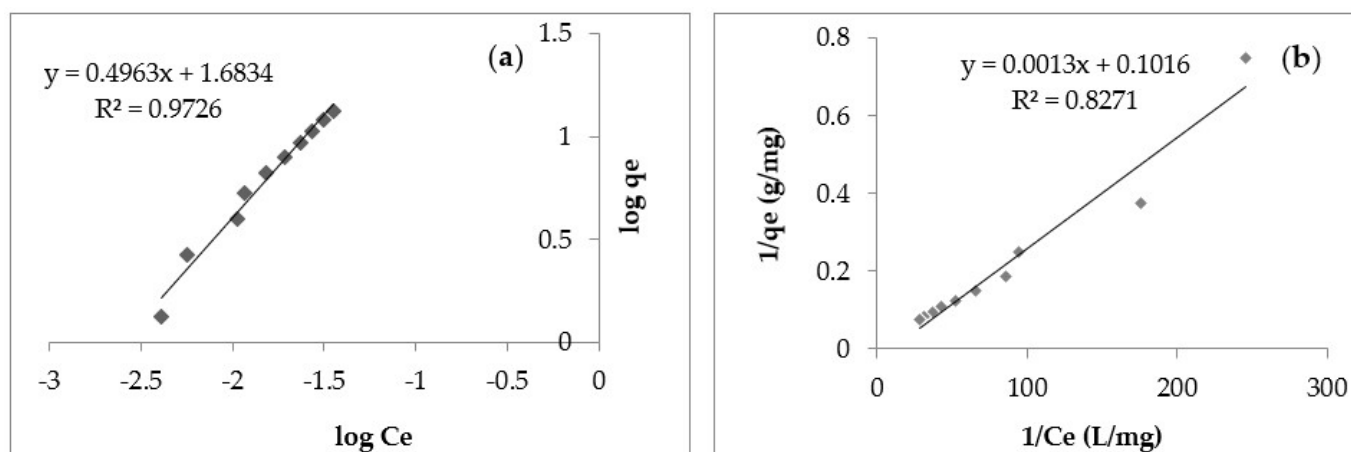 (a)
y = 0.4963x + 1.6834
R² = 0.9726
1.5
1
0.5
0
log qe
-3 -2.5 -2 -1.5 -1 -0.5 0
log Ce
(b)
y = 0.0013x + 0.1016
R² = 0.8271
0.8
0.6
0.4
0.2
0
1/qe (g/mg)
0 100 200 300
1/Ce (L/mg)